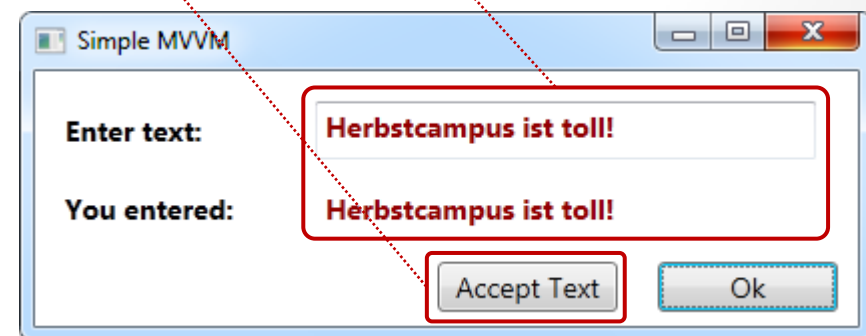 Simple MVVM
Enter text: Herbstcampus ist toll!
You entered: Herbstcampus ist toll!
Accept Text Ok